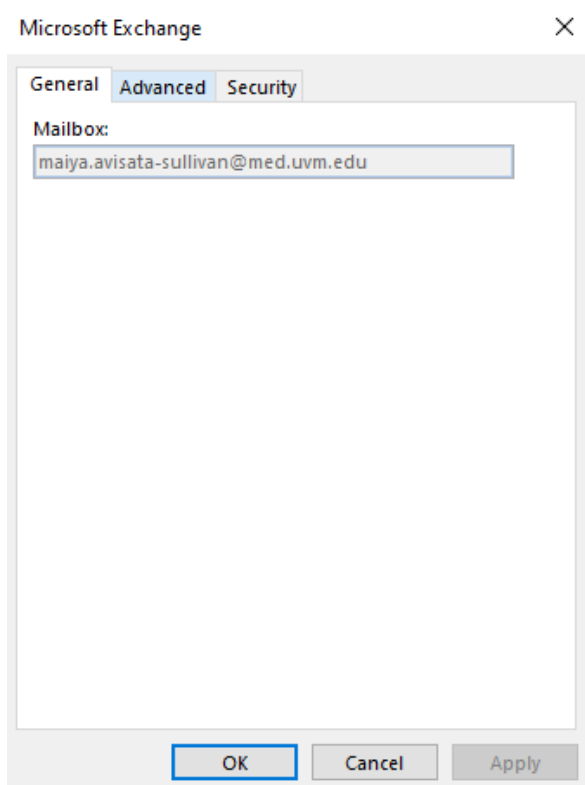 Microsoft Exchange
General Advanced Security
Mailbox:
maiya.avisata-sullivan@med.uvm.edu
OK Cancel Apply